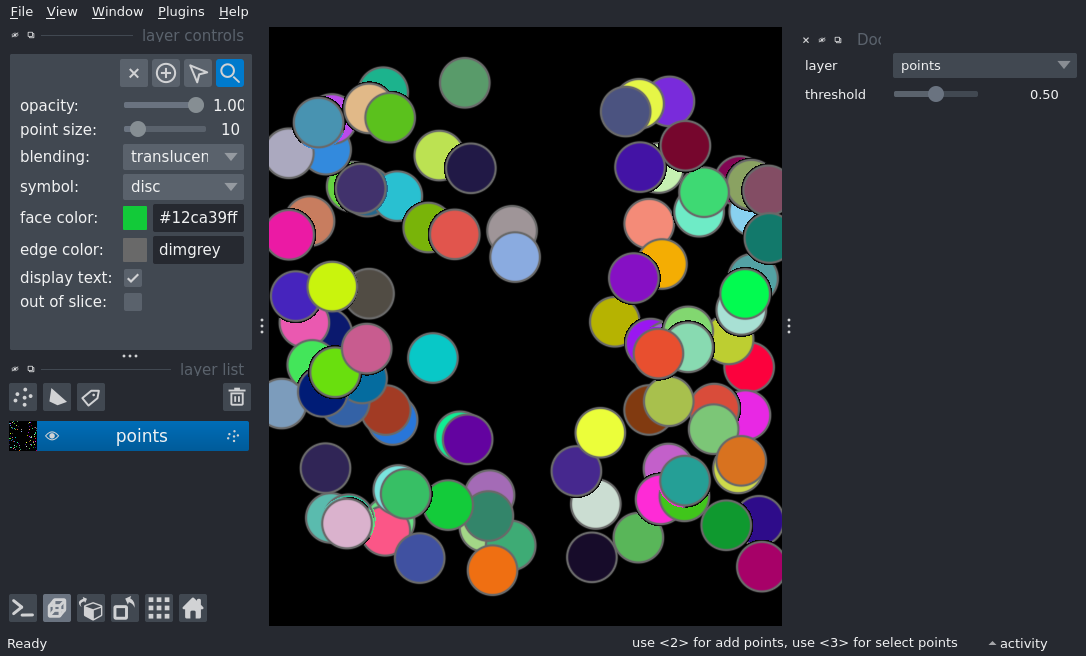 File View Window Plugins Help
layer controls
opacity: 1.00
point size: 10
blending: translucen
symbol: disc
face color: #12ca39ff
edge color: dimgrey
display text:
out of slice:
layer list
points
Ready
use <2> for add points, use <3> for select points
activity
Doc
layer points
threshold 0.50